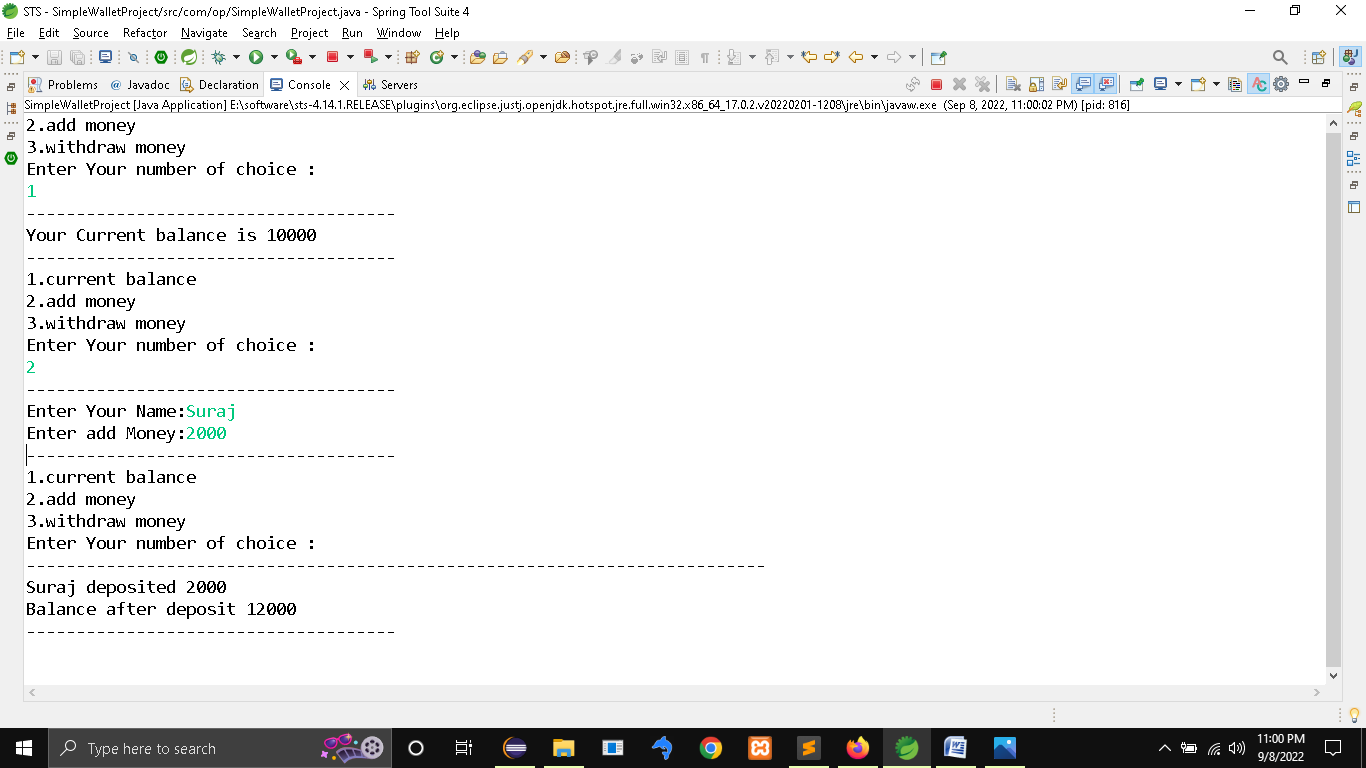 STS - SimpleWalletProject/src/com/op/SimpleWalletProject.java - Spring Tool Suite 4
File Edit Source Refactor Navigate Search Project Run Window Help
Problems @ Javadoc Declaration Console Servers
SimpleWalletProject [Java Application] E:\software\sts-4.14.1.RELEASE\plugins\org.eclipse.justj.openjdk.hotspot.jre.full.win32.x86_64_17.0.2.v20220201-1208\jre\bin\javaw.exe (Sep 8, 2022, 11:00:02 PM) [pid: 816]
2.add money
3.withdraw money
Enter Your number of choice :
1
-------------------------------------
Your Current balance is 10000
-------------------------------------
1.current balance
2.add money
3.withdraw money
Enter Your number of choice :
2
-------------------------------------
Enter Your Name:Suraj
Enter add Money:2000
-------------------------------------
1.current balance
2.add money
3.withdraw money
Enter Your number of choice :
--------------------------------------------------------------------------
Suraj deposited 2000
Balance after deposit 12000
-------------------------------------
Type here to search
11:00 PM
9/8/2022